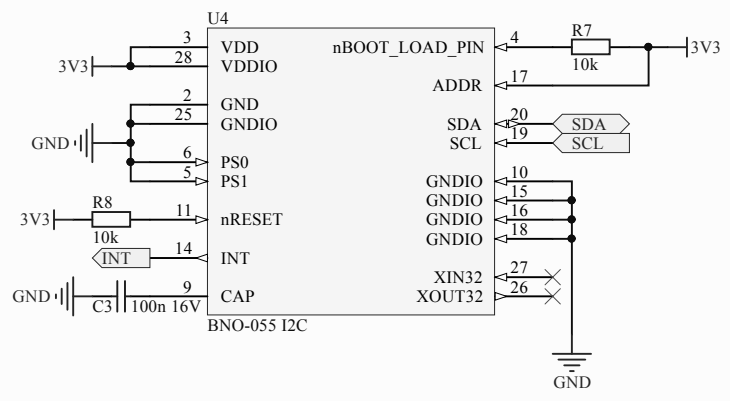 U4
3 VDD nBOOT_LOAD_PIN 4 R7 10k 3V3
3V3 28 VDDIO
ADDR 17
2 GND
25 GNDIO SDA 20 SDA
GND SCL 19 SCL
6 PS0
5 PS1 GNDIO 10
GNDIO 15
3V3 R8 10k 11 nRESET GNDIO 16
GNDIO 18
INT 14 INT
XIN32 27
GND C3 100n 16V 9 CAP XOUT32 26
BNO-055 I2C
GND